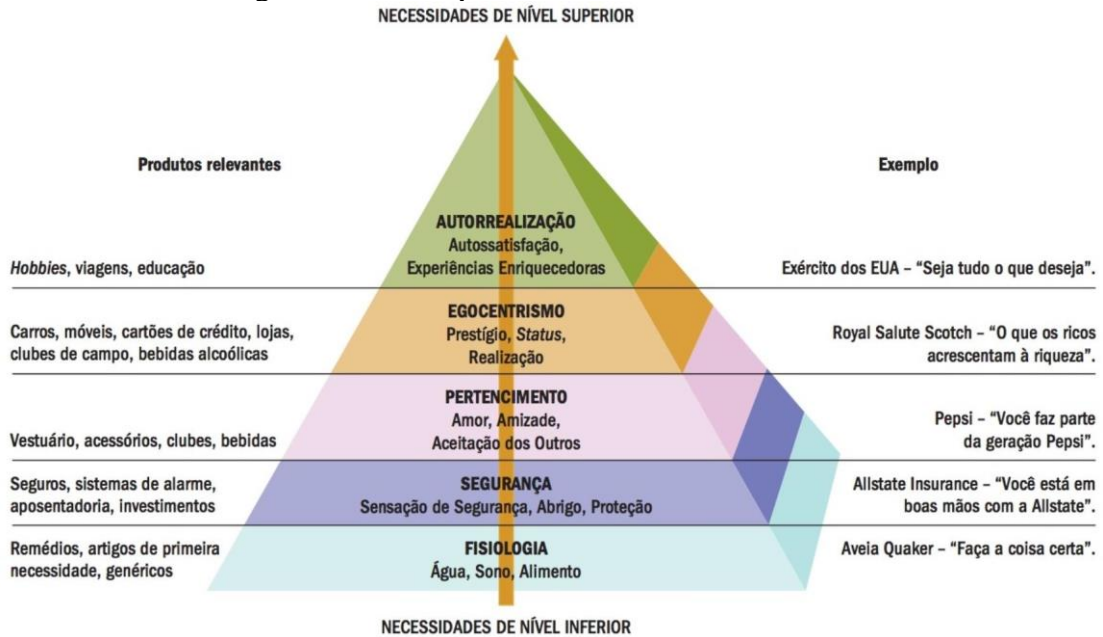 NECESSIDADES DE NÍVEL SUPERIOR
Produtos relevantes
Exemplo
AUTORREALIZAÇÃO
Autossatisfação,
Experiências Enriquecedoras
Hobbies, viagens, educação
Exército dos EUA – “Seja tudo o que deseja”.
EGOCENTRISMO
Prestígio, Status,
Realização
Carros, móveis, cartões de crédito, lojas,
clubes de campo, bebidas alcoólicas
Royal Salute Scotch – “O que os ricos
acrescentam à riqueza”.
PERTENCIMENTO
Amor, Amizade,
Aceitação dos Outros
Vestuário, acessórios, clubes, bebidas
Pepsi – “Você faz parte
da geração Pepsi”.
SEGURANÇA
Sensação de Segurança, Abrigo, Proteção
Seguros, sistemas de alarme,
aposentadoria, investimentos
Allstate Insurance – “Você está em
boas mãos com a Allstate”.
FISIOLOGIA
Água, Sono, Alimento
Remédios, artigos de primeira
necessidade, genéricos
Aveia Quaker – “Faça a coisa certa”.
NECESSIDADES DE NÍVEL INFERIOR